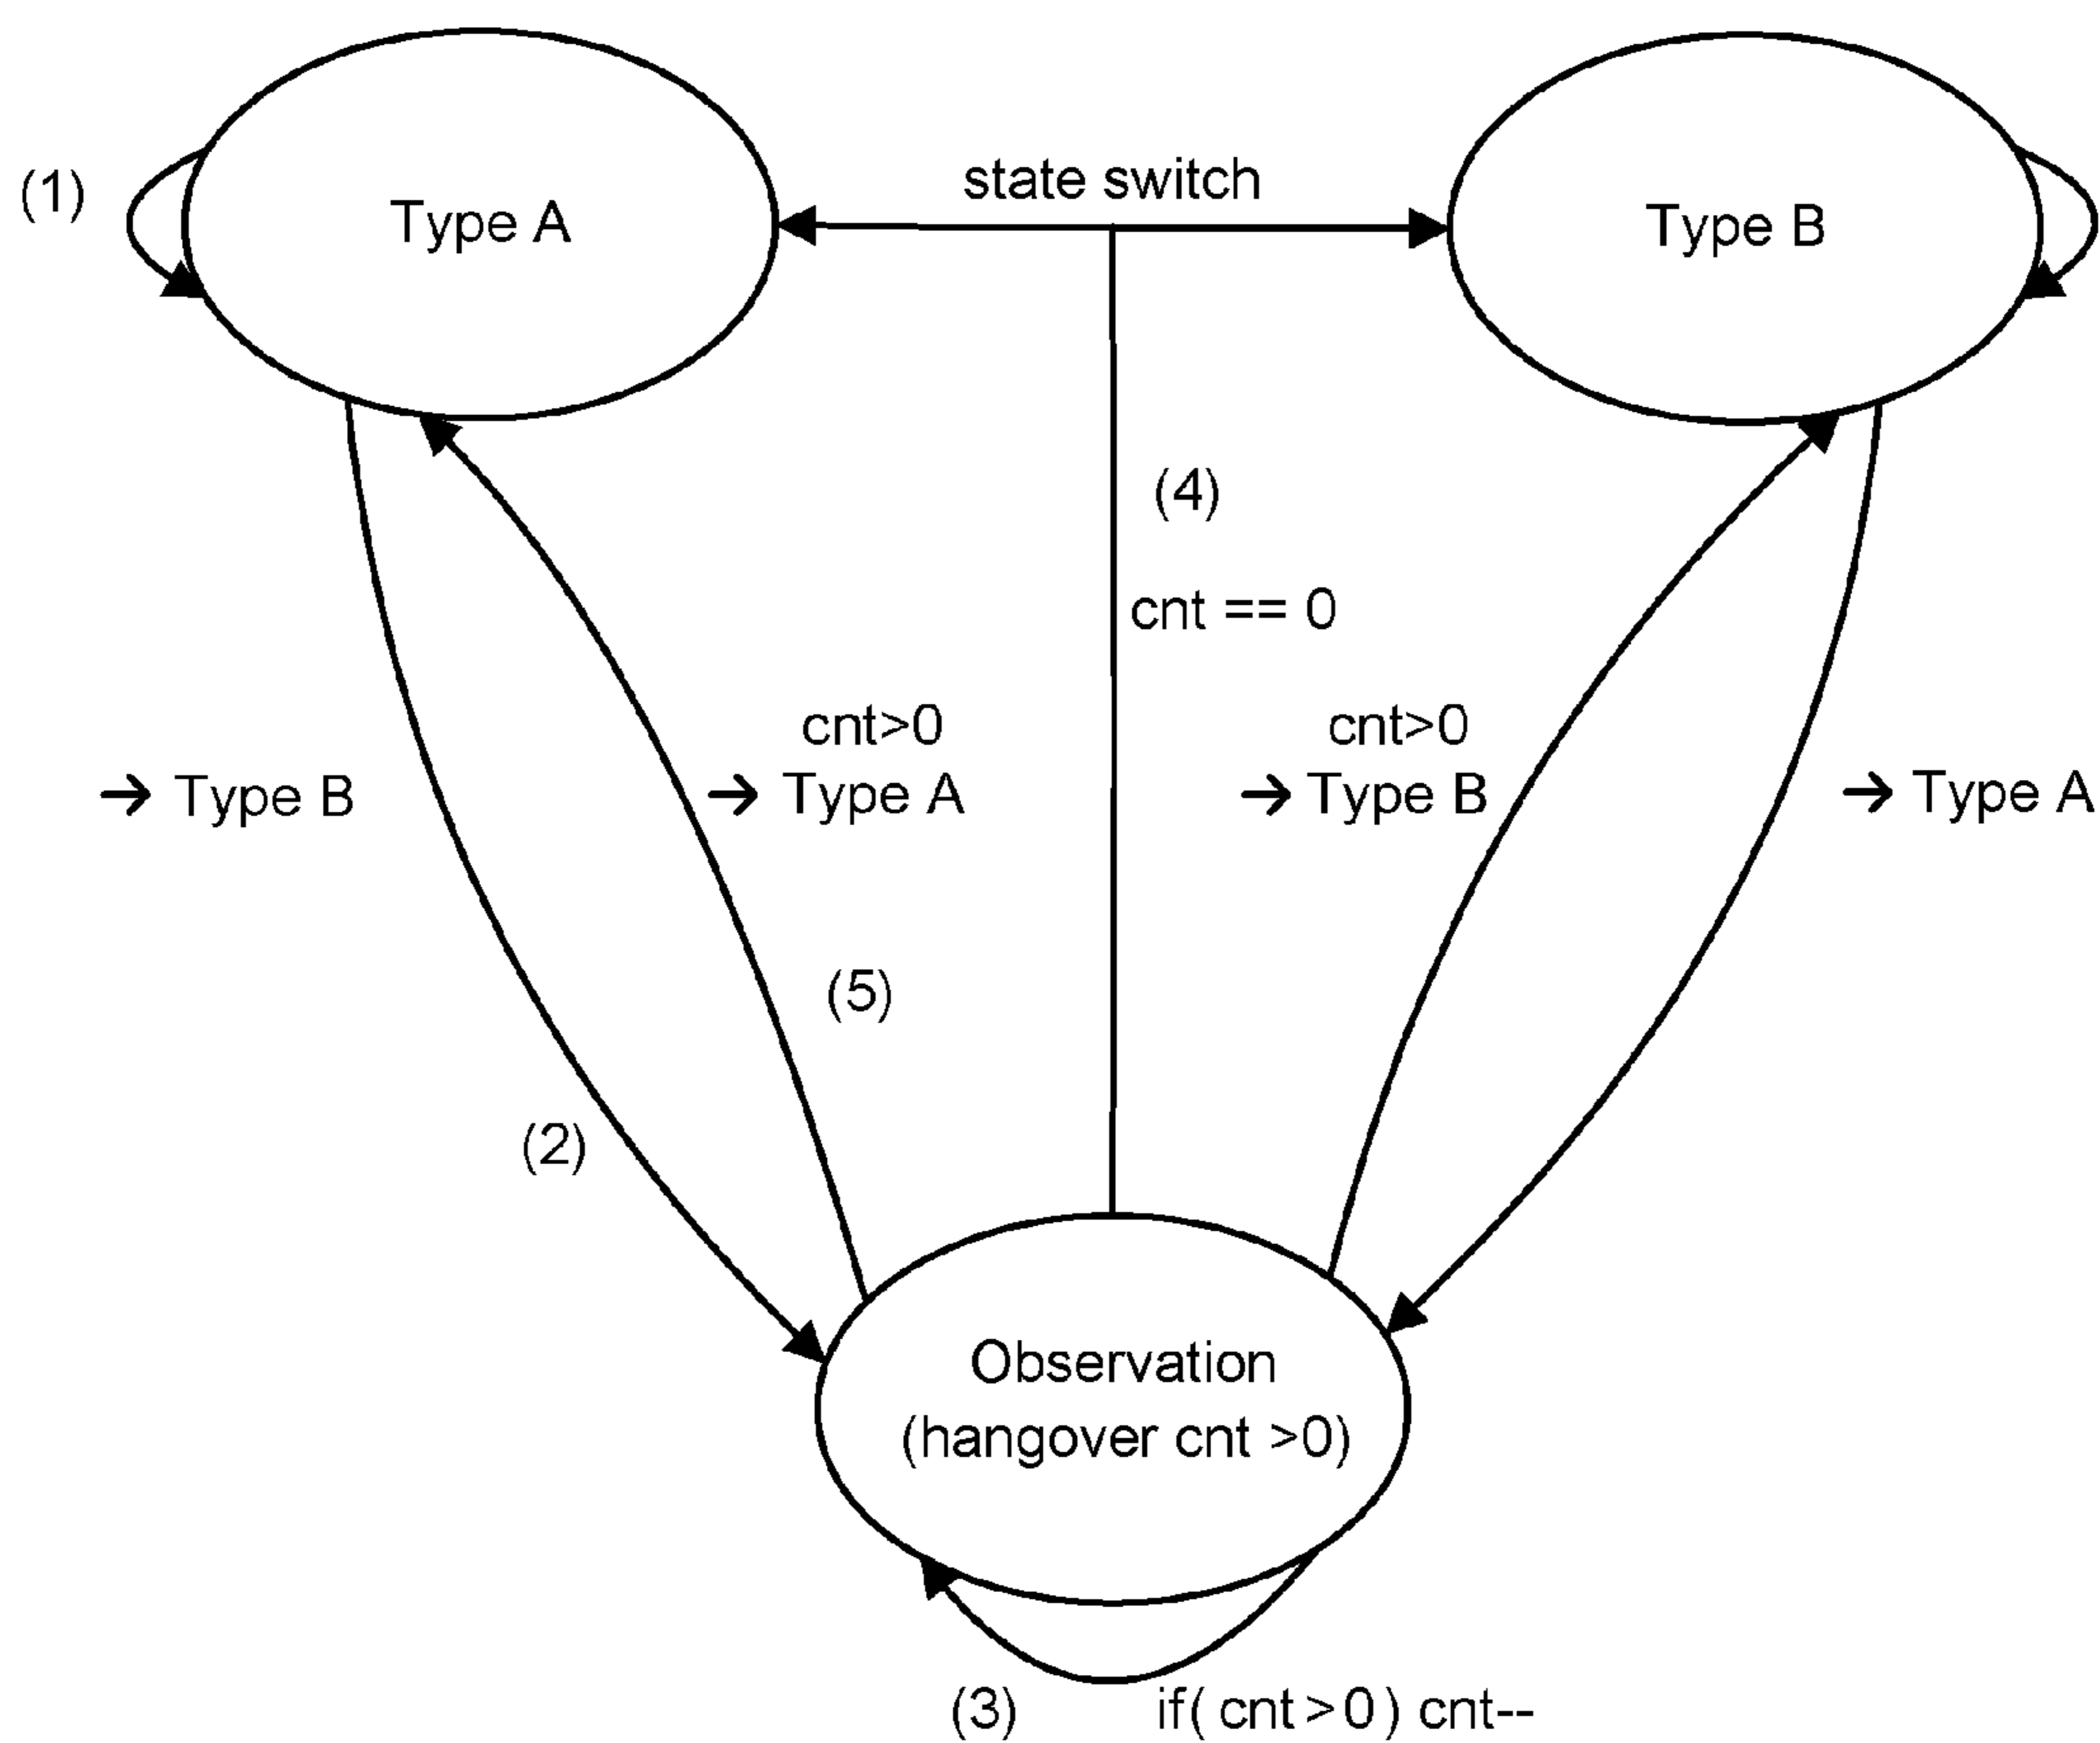 state switch
(1)
Type A
Type B
(4)
cnt == 0
cnt>0
cnt>0
→ Type B
→ Type A
→ Type B
→ Type A
(5)
(2)
Observation
(hangover cnt >0)
(3)
if( cnt > 0 ) cnt--